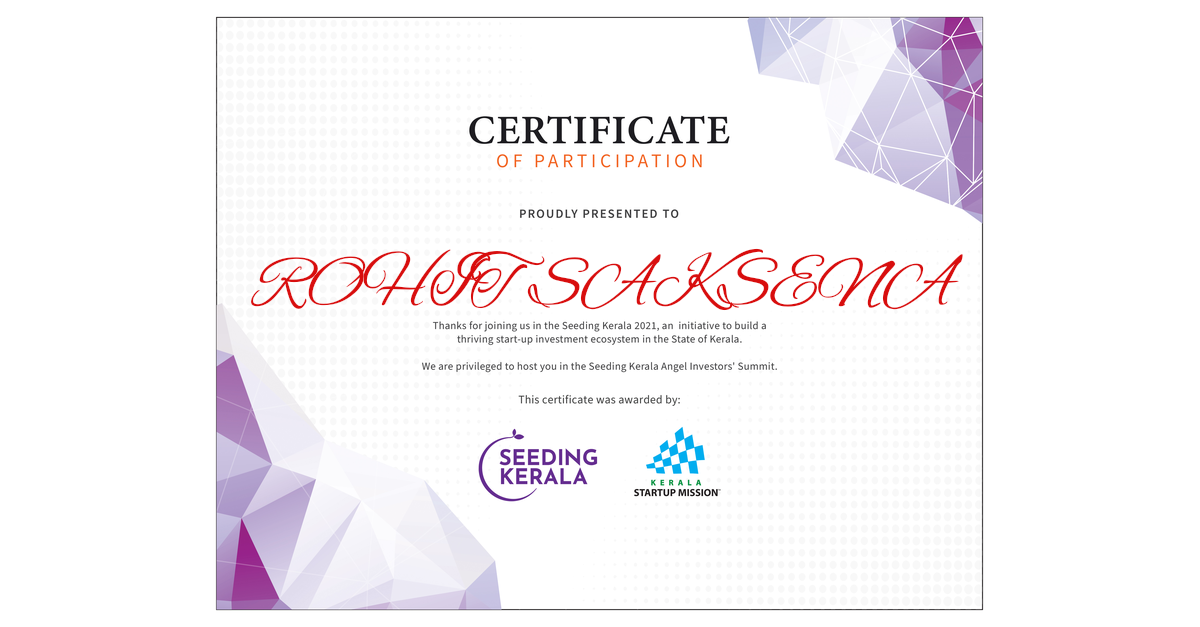 CERTIFICATE
OF PARTICIPATION
PROUDLY PRESENTED TO
ROHIT SAKSENA
Thanks for joining us in the Seeding Kerala 2021, an initiative to build a
thriving start-up investment ecosystem in the State of Kerala.
We are privileged to host you in the Seeding Kerala Angel Investors' Summit.
This certificate was awarded by:
SEEDING
KERALA
KERALA
STARTUP MISSION